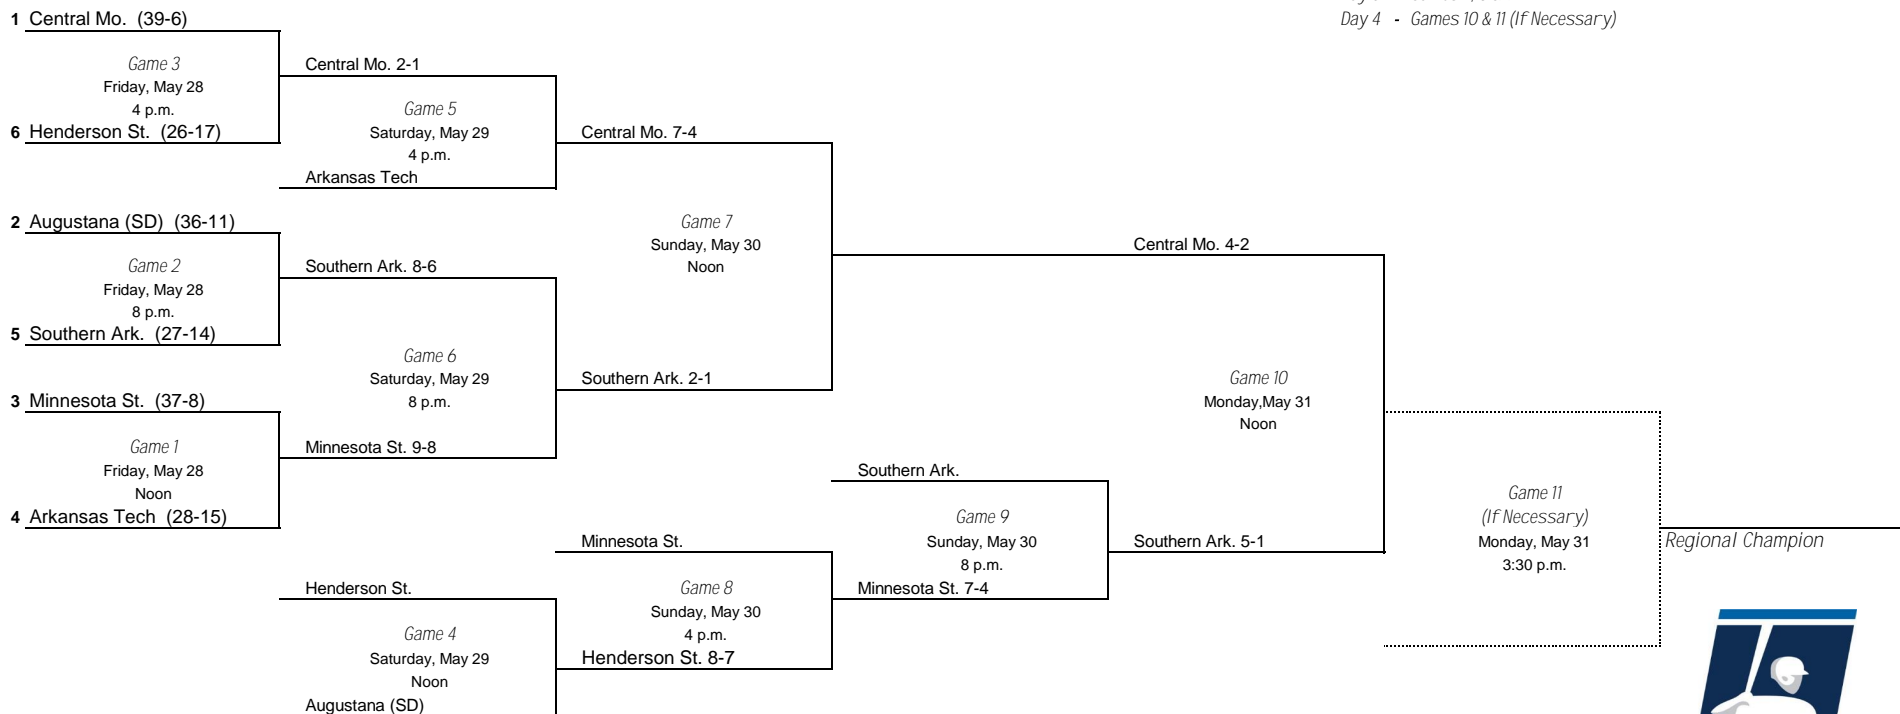 1 Central Mo. (39-6)
Day 4 - Games 10 & 11 (If Necessary)
Game 3
Friday, May 28
4 p.m.
6 Henderson St. (26-17)
Central Mo. 2-1
Game 5
Saturday, May 29
4 p.m.
Arkansas Tech
Central Mo. 7-4
2 Augustana (SD) (36-11)
Game 2
Friday, May 28
8 p.m.
5 Southern Ark. (27-14)
Southern Ark. 8-6
Game 6
Saturday, May 29
8 p.m.
Minnesota St. 9-8
3 Minnesota St. (37-8)
Game 1
Friday, May 28
Noon
4 Arkansas Tech (28-15)
Game 7
Sunday, May 30
Noon
Southern Ark. 2-1
Central Mo. 4-2
Game 10
Monday,May 31
Noon
Southern Ark.
Game 9
Sunday, May 30
8 p.m.
Minnesota St. 7-4
Southern Ark. 5-1
Minnesota St.
Game 8
Sunday, May 30
4 p.m.
Henderson St. 8-7
Henderson St.
Game 4
Saturday, May 29
Noon
Augustana (SD)
Game 11
(If Necessary)
Monday, May 31
3:30 p.m.
Regional Champion